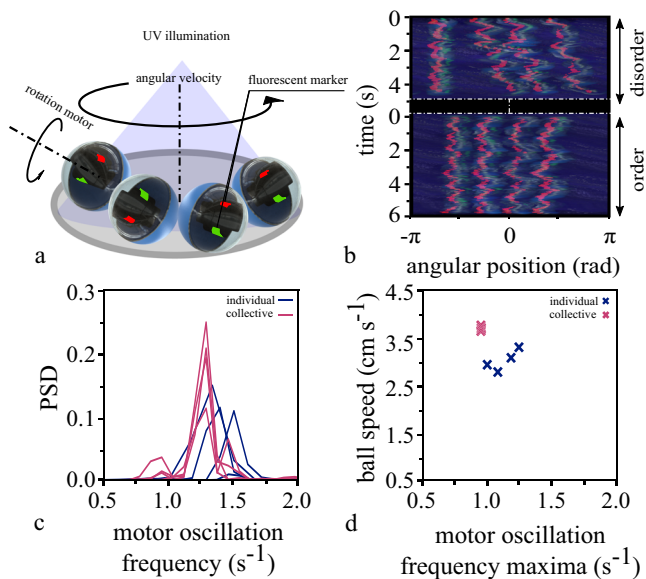 UV illumination
angular velocity
fluorescent marker
rotation motor
a
0
2
4
0
2
4
6
time (s)
disorder
order
-π
0
π
angular position (rad)
b
0.3
0.2
0.1
0.0
PSD
individual
collective
0.5
1.0
1.5
2.0
motor oscillation
frequency (s⁻¹)
c
4.5
3.5
2.5
1.5
0.5
ball speed (cm s⁻¹)
individual
collective
0.5
1.0
1.5
2.0
motor oscillation
frequency maxima (s⁻¹)
d